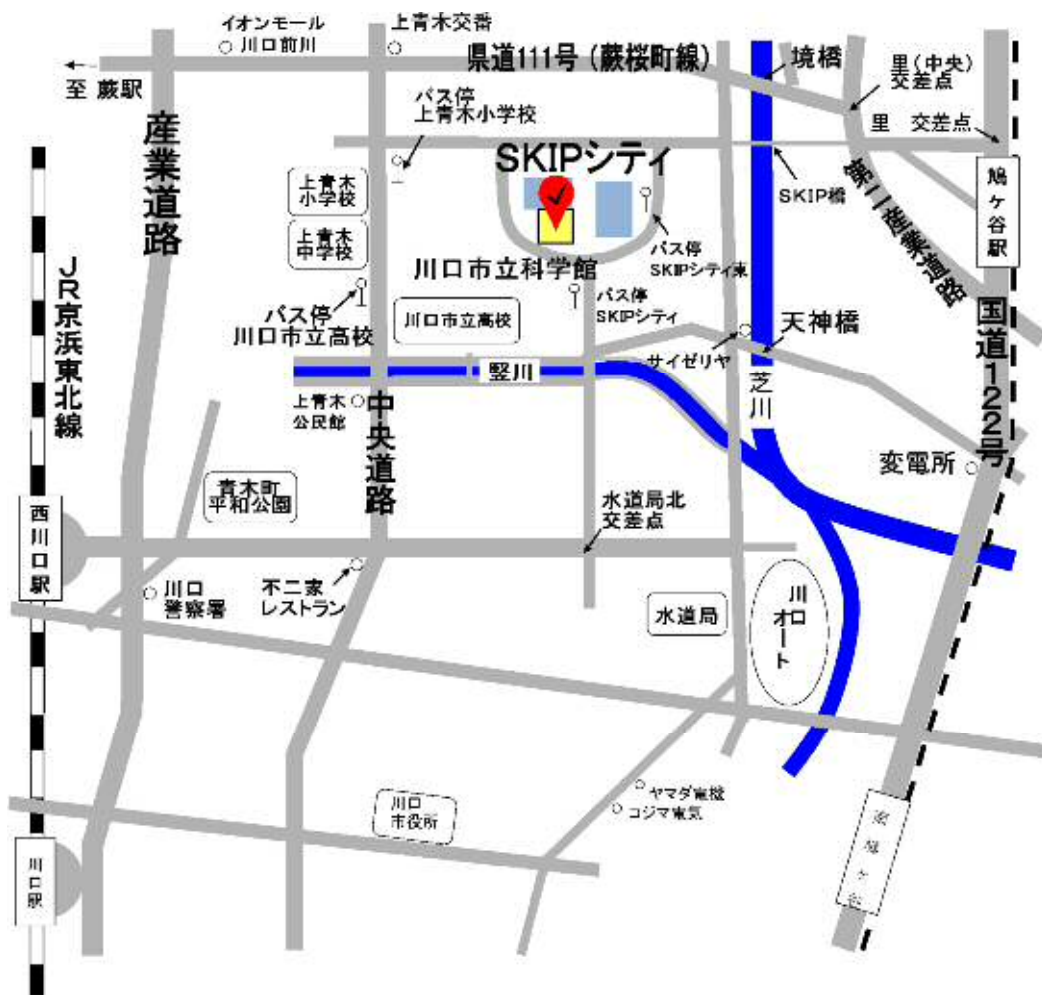 イオンモール
川口前川
上青木交番
県道111号（蕨桜町線）
境橋
至 蕨駅
里（中央）
交差点
バス停
上青木小学校
里 交差点
産業道路
SKIPシティ
上青木
小学校
SKIP橋
鳩ヶ谷駅
第二産業道路
上青木
中学校
バス停
SKIPシティ東
川口市立科学館
JR京浜東北線
バス停
川口市立高校
川口市立高校
バス停
SKIPシティ
天神橋
国道122号
サイゼリヤ
竪川
芝川
上青木
公民館
中央道路
変電所
青木町
平和公園
水道局北
交差点
西川口駅
川口
警察署
不二家
レストラン
水道局
川口
オート
ヤマダ電機
コジマ電気
川口
市役所
川口駅